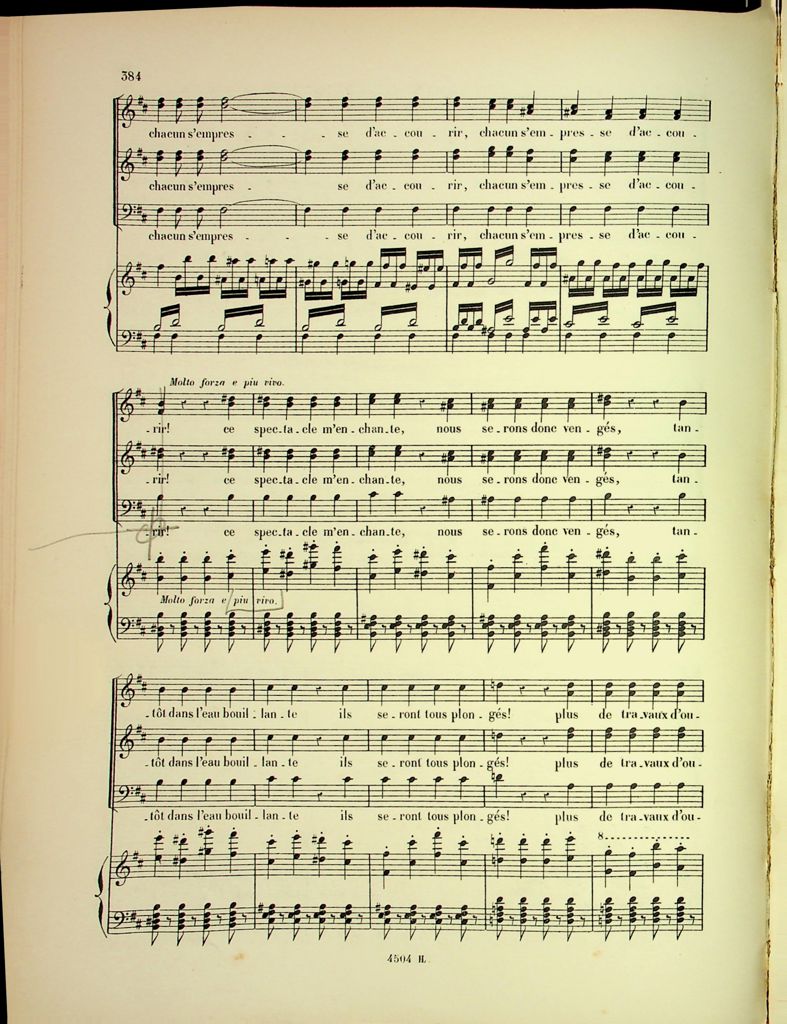 384
chacun s'empres - - - se d'ac - cou - rir, chacun s'em - pres - se d'ac - cou -
chacun s'empres - - - se d'ac - cou - rir, chacun s'em - pres - se d'ac - cou -
chacun s'empres - - - se d'ac - cou - rir, chacun s'em - pres - se d'ac - cou -
Molto forza e piu vivo.
- rir! ce spec - ta - cle m'en - chan - te, nous se - rons donc ven - gés, tan -
- rir! ce spec - ta - cle m'en - chan - te, nous se - rons donc ven - gés, tan -
- rir! ce spec - ta - cle m'en - chan - te, nous se - rons donc ven - gés, tan -
Molto forza e piu vivo.
- tôt dans l'eau bouil - lan - te ils se - ront tous plon - gés! plus de tra - vaux d'ou -
- tôt dans l'eau bouil - lan - te ils se - ront tous plon - gés! plus de tra - vaux d'ou -
- tôt dans l'eau bouil - lan - te ils se - ront tous plon - gés! plus de tra - vaux d'ou -
8
4504 H.